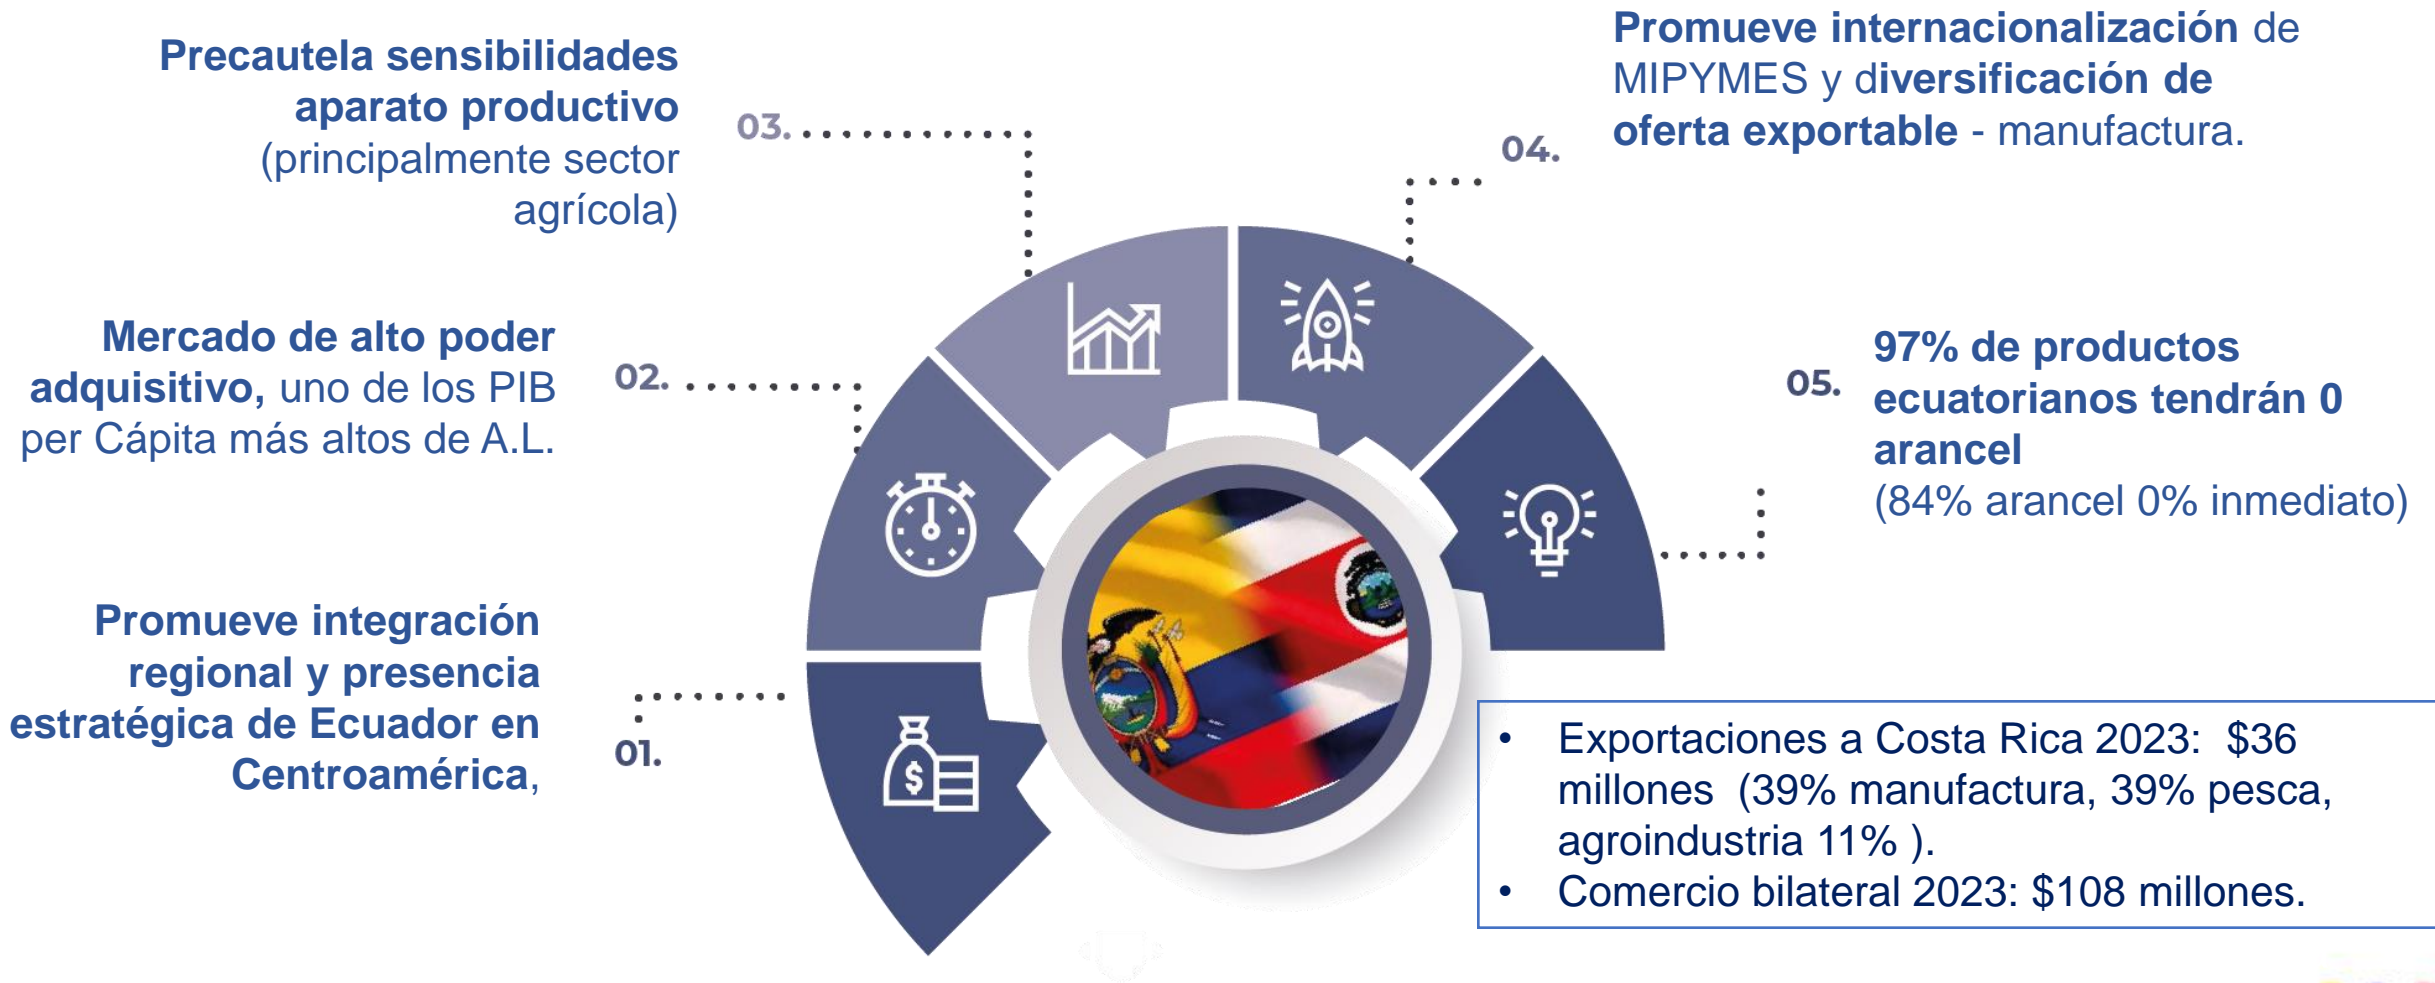 Precautela sensibilidades
aparato productivo
(principalmente sector
agrícola)
03.
Promueve internacionalización de
MIPYMES y diversificación de
oferta exportable - manufactura.
04.
Mercado de alto poder
adquisitivo, uno de los PIB
per Cápita más altos de A.L.
02.
05.
97% de productos
ecuatorianos tendrán 0
arancel
(84% arancel 0% inmediato)
Promueve integración
regional y presencia
estratégica de Ecuador en
Centroamérica,
01.
$
• Exportaciones a Costa Rica 2023: $36
millones (39% manufactura, 39% pesca,
agroindustria 11% ).
• Comercio bilateral 2023: $108 millones.